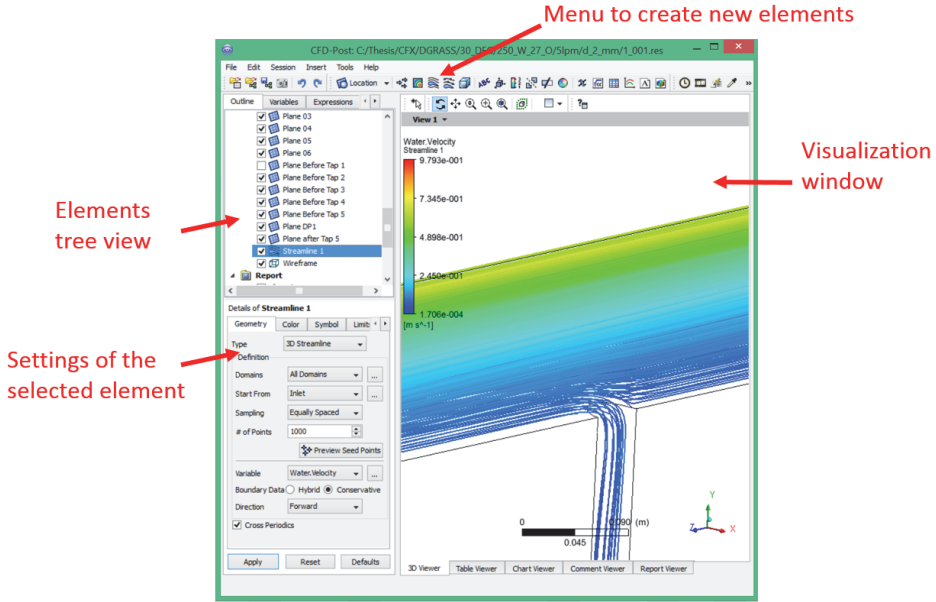 Menu to create new elements
CFD-Post: C:/Thesis/CFX/DGRASS/30_DEC/250_W_27_O/5lpm/d_2_mm/1_001.res
File Edit Session Insert Tools Help
Location
Outline Variables Expressions
Plane 03
Plane 04
Plane 05
Plane 06
Plane Before Tap 1
Plane Before Tap 2
Plane Before Tap 3
Plane Before Tap 4
Plane Before Tap 5
Plane DP1
Plane after Tap 5
Streamline 1
Wireframe
Report
Elements
tree view
Details of Streamline 1
Geometry Color Symbol Limits
Type 3D Streamline
Definition
Domains All Domains ...
Start From Inlet ...
Sampling Equally Spaced
# of Points 1000
Preview Seed Points
Variable Water.Velocity ...
Boundary Data Hybrid Conservative
Direction Forward
Cross Periodics
Apply Reset Defaults
Settings of the
selected element
View 1
Water.Velocity
Streamline 1
9.793e-001
7.345e-001
4.898e-001
2.450e-001
1.706e-004
[m s^-1]
Visualization
window
0 0.090 (m)
0.045
Y
Z X
3D Viewer Table Viewer Chart Viewer Comment Viewer Report Viewer